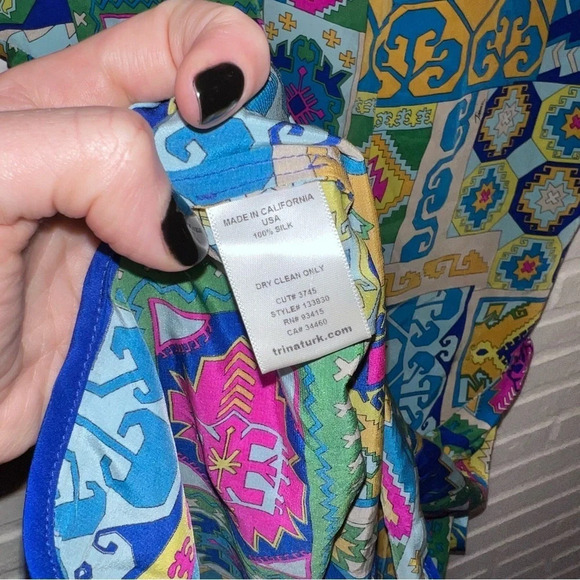 MADE IN CALIFORNIA
USA
100% SILK
DRY CLEAN ONLY
CUT# 3745
STYLE# 133830
RN# 93415
CA# 34460
trinaturk.com